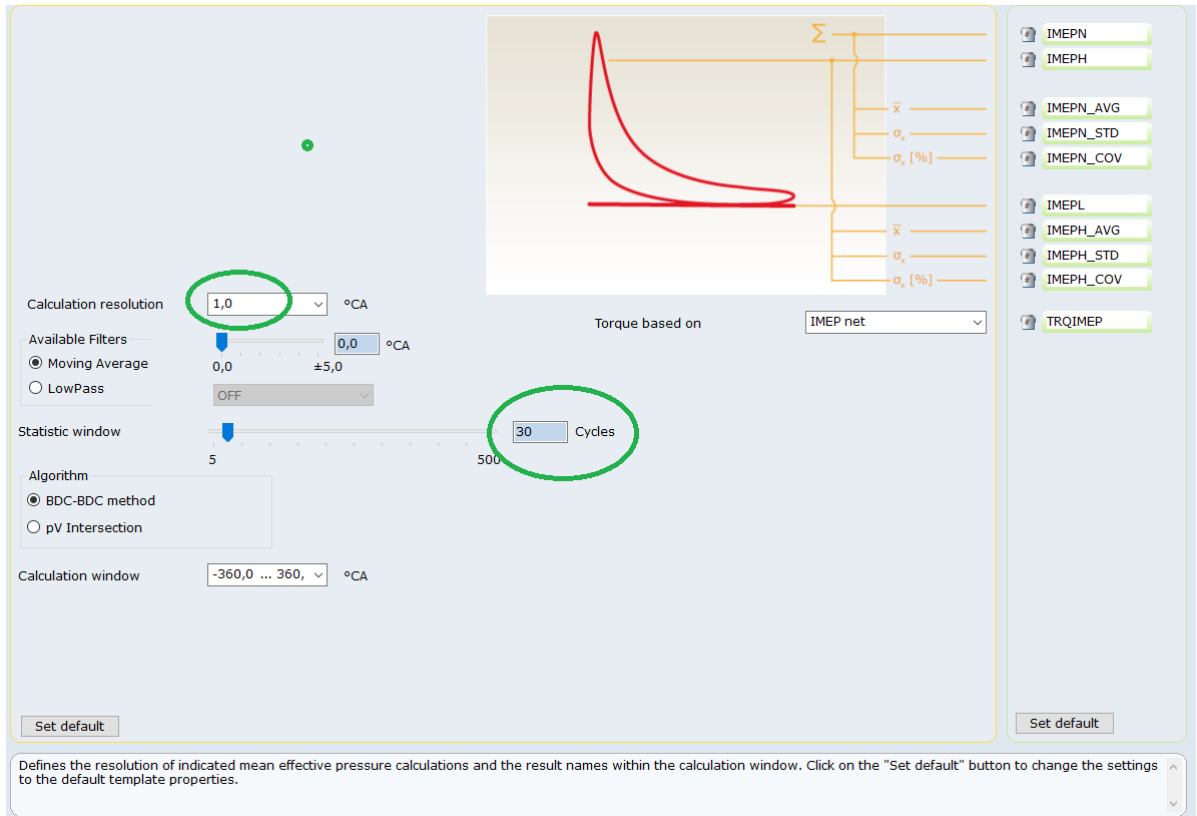 Σ
IMEPN
IMEPH
x̄
IMEPN_AVG
σₓ
IMEPN_STD
σₓ [%]
IMEPN_COV
IMEPL
x̄
IMEPH_AVG
σₓ
IMEPH_STD
σₓ [%]
IMEPH_COV
Calculation resolution 1,0 °CA
Torque based on IMEP net
TRQIMEP
Available Filters
0,0 °CA
Moving Average
0,0 ±5,0
LowPass
OFF
Statistic window 30 Cycles
5 500
Algorithm
BDC-BDC method
pV Intersection
Calculation window -360,0 ... 360, °CA
Set default
Set default
Defines the resolution of indicated mean effective pressure calculations and the result names within the calculation window. Click on the "Set default" button to change the settings
to the default template properties.